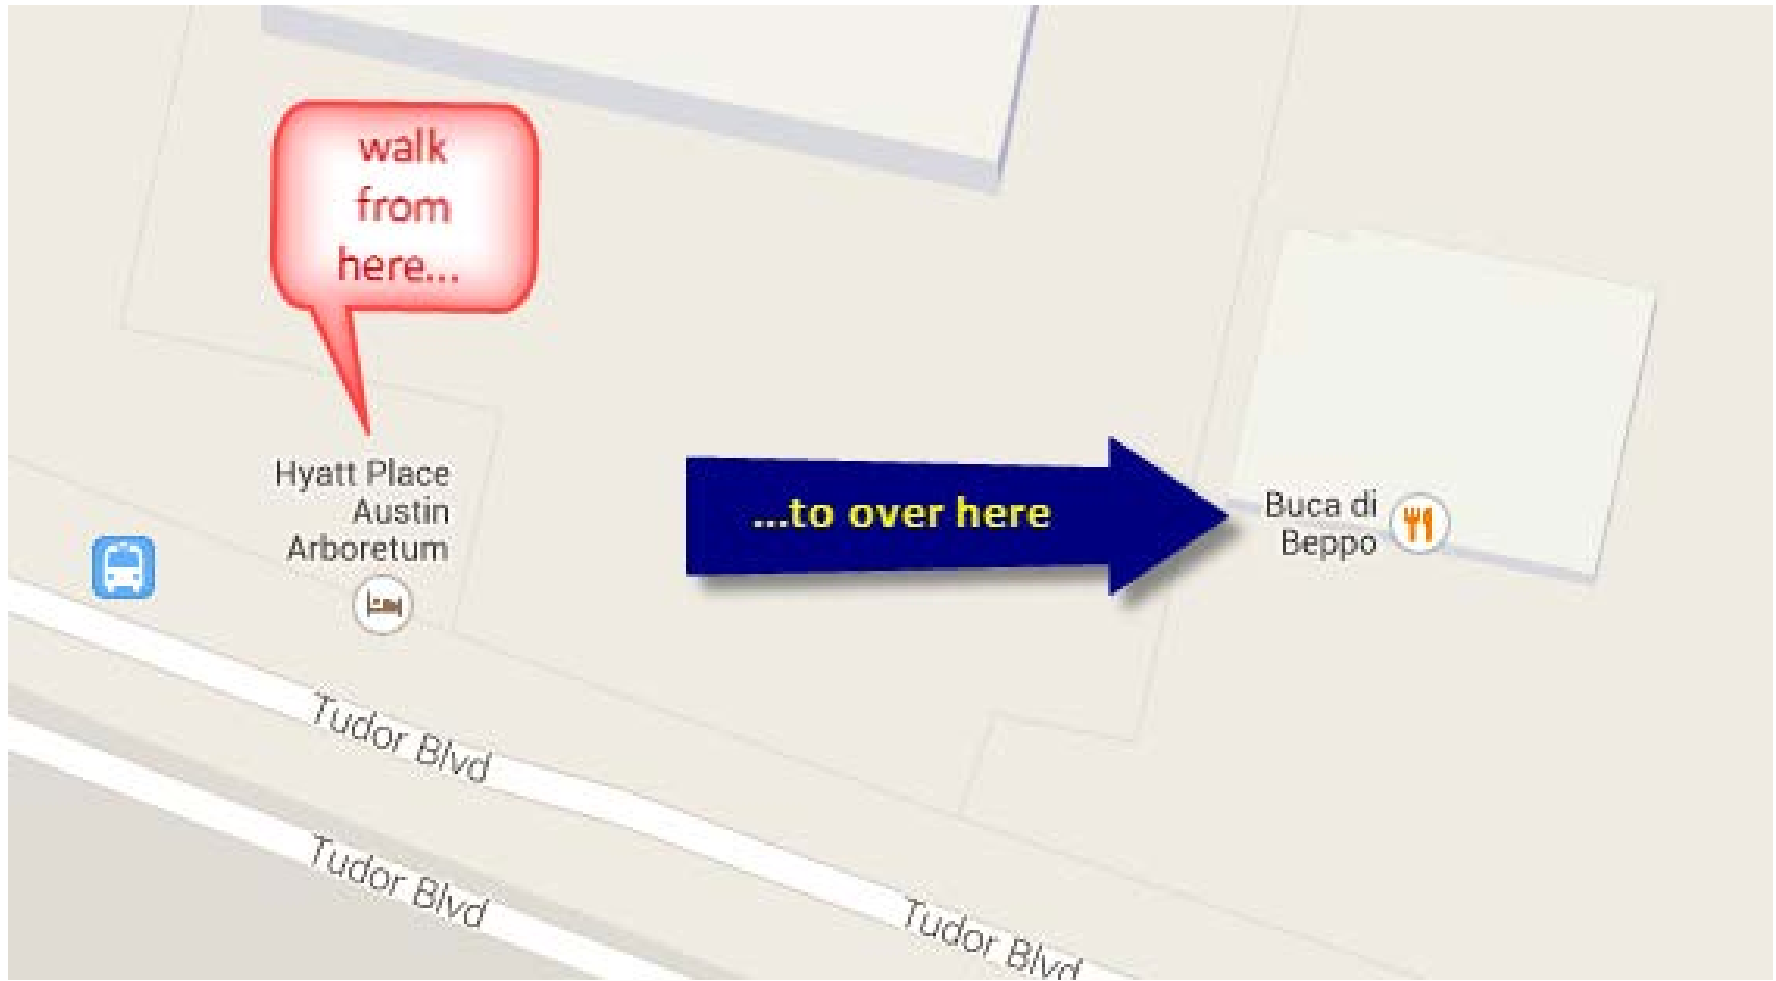 walk
from
here...
Hyatt Place
Austin
Arboretum
...to over here
Buca di
Beppo
Tudor Blvd
Tudor Blvd
Tudor Blvd